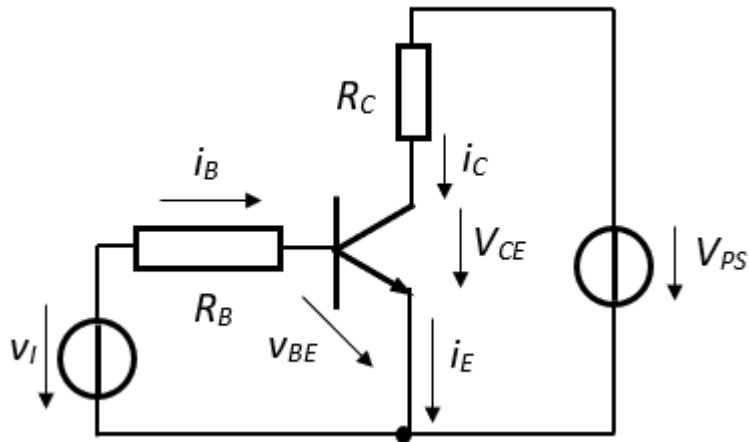 R_C
i_B
i_C
V_CE
V_PS
R_B
v_BE
i_E
v_I